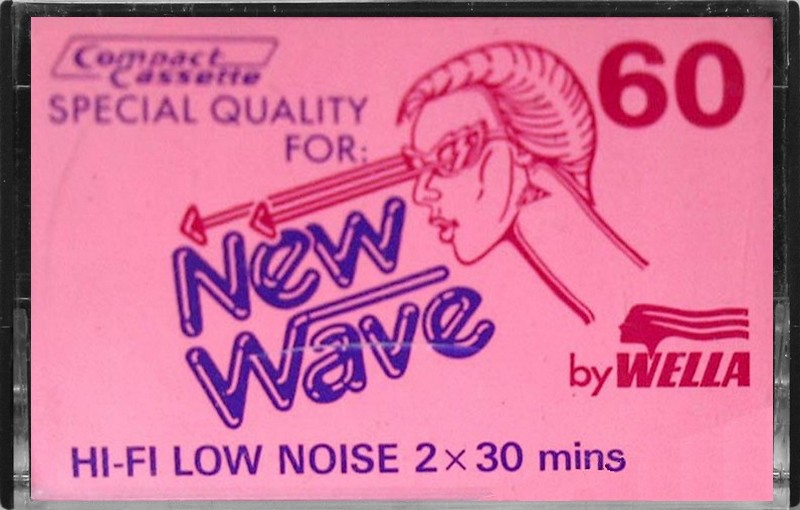 Compact
Cassette
SPECIAL QUALITY
FOR:
60
New
Wave
by WELLA
HI-FI LOW NOISE 2×30 mins